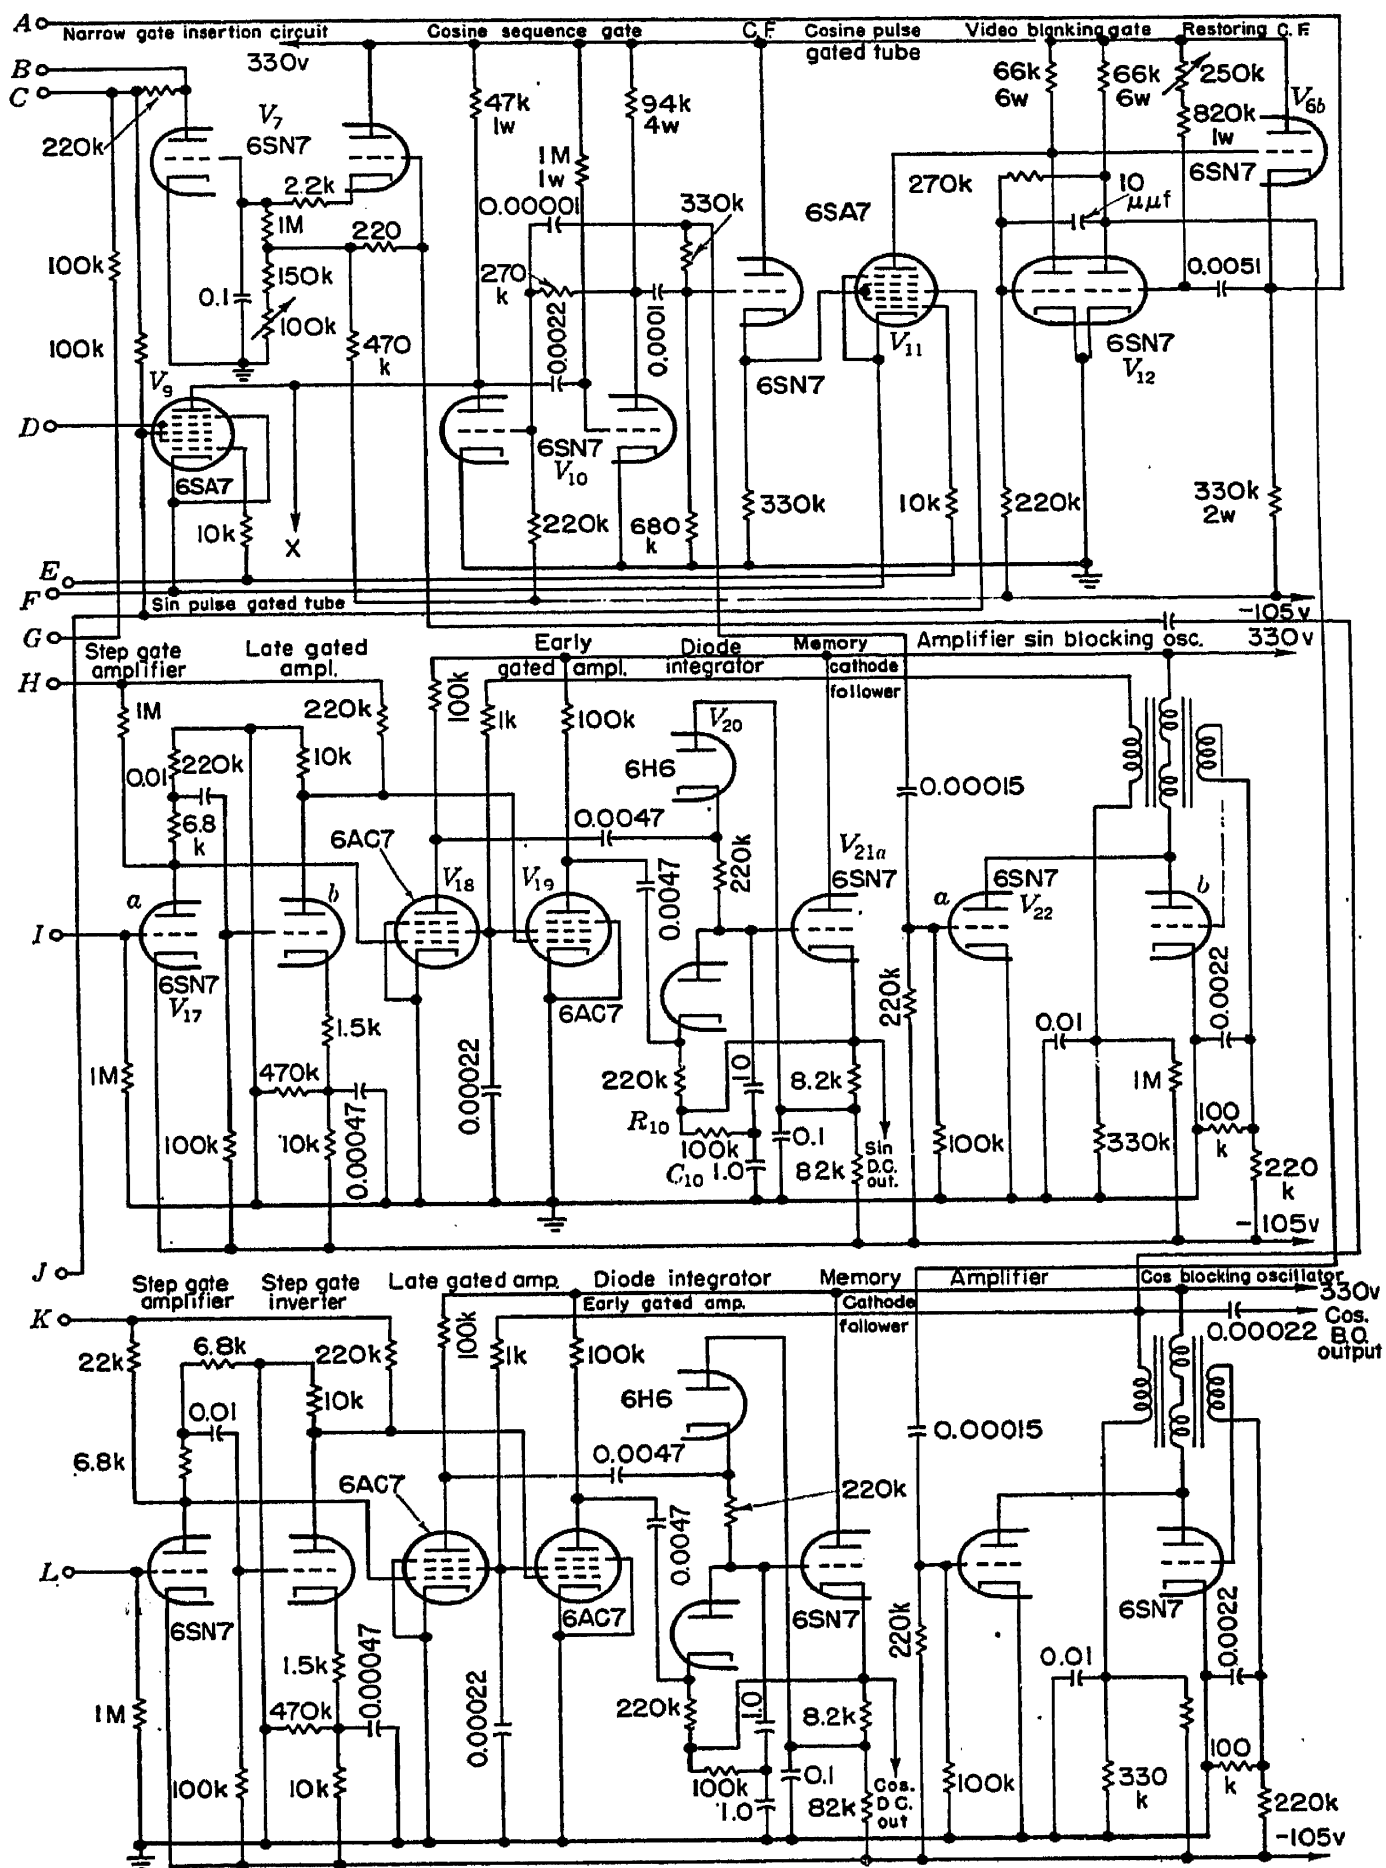 A
Narrow gate insertion circuit
Cosine sequence gate
C.F.
Cosine pulse
gated tube
Video blanking gate
Restoring C.F.
B
C
330v
220k
V7
6SN7
47k
1w
94k
4w
66k
6w
66k
6w
250k
820k
1w
V6b
6SN7
2.2k
1M
1M
1w
0.00001
330k
6SA7
270k
10
μμf
220
100k
150k
0.1
100k
270
k
0.0022
0.0001
0.0051
100k
470
k
V11
6SN7
V12
6SN7
V9
D
6SA7
6SN7
V10
10k
X
220k
680
k
330k
10k
220k
330k
2w
E
F
Sin pulse gated tube
-105v
G
330v
Step gate
amplifier
Late gated
ampl.
Early
gated ampl.
Diode
integrator
Memory
cathode
follower
Amplifier sin blocking osc.
H
1M
220k
100k
1k
100k
V20
6H6
0.01
220k
10k
6.8
k
6AC7
0.0047
220k
0.00015
V18
V19
0.0047
V21a
6SN7
a
b
a
6SN7
V22
b
I
6SN7
V17
6AC7
1.5k
220k
0.01
0.0022
1M
470k
0.00047
0.00022
220k
1.0
8.2k
1M
100
k
R10
100k
10k
100k
C10
1.0
0.1
82k
Sin
D.C.
out.
100k
330k
220
k
-105v
J
Step gate
amplifier
Step gate
inverter
Late gated amp.
Diode integrator
Early gated amp.
Memory
Cathode
follower
Amplifier
Cos blocking oscillator
330v
K
0.00022
Cos.
B.O.
output
22k
6.8k
220k
100k
1k
100k
6H6
10k
0.01
6.8k
6AC7
0.0047
220k
0.00015
0.0047
L
6SN7
6AC7
6SN7
6SN7
220k
0.0022
1.5k
0.00047
0.01
1M
470k
0.00022
220k
1.0
8.2k
100
k
100k
10k
100k
1.0
0.1
82k
Cos.
D.C.
out
100k
330
k
220k
-105v